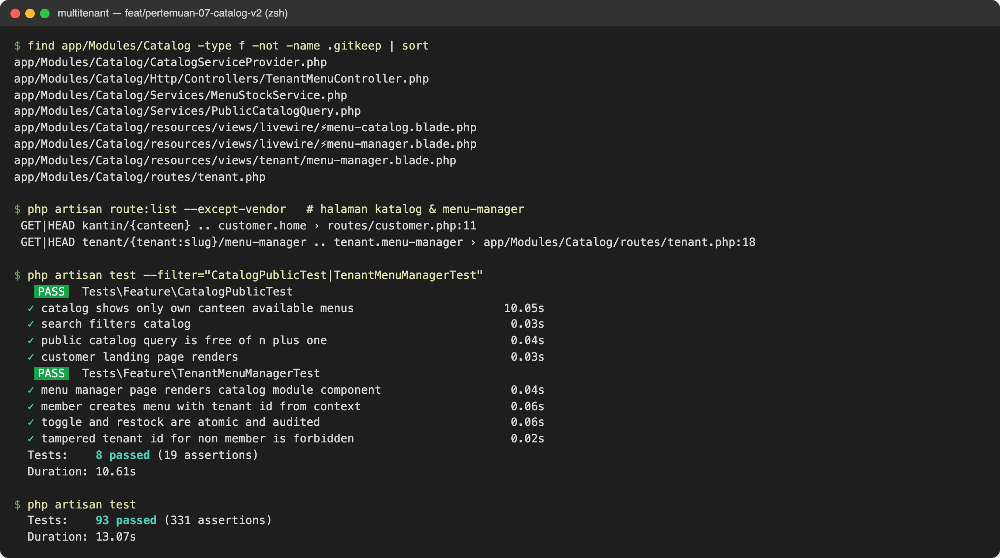 multitenant — feat/pertemuan-07-catalog-v2 (zsh)
$ find app/Modules/Catalog -type f -not -name .gitkeep | sort
app/Modules/Catalog/CatalogServiceProvider.php
app/Modules/Catalog/Http/Controllers/TenantMenuController.php
app/Modules/Catalog/Services/MenuStockService.php
app/Modules/Catalog/Services/PublicCatalogQuery.php
app/Modules/Catalog/resources/views/livewire/⚡menu-catalog.blade.php
app/Modules/Catalog/resources/views/livewire/⚡menu-manager.blade.php
app/Modules/Catalog/resources/views/tenant/menu-manager.blade.php
app/Modules/Catalog/routes/tenant.php
$ php artisan route:list --except-vendor   # halaman katalog & menu-manager
GET|HEAD kantin/{canteen} .. customer.home › routes/customer.php:11
GET|HEAD tenant/{tenant:slug}/menu-manager .. tenant.menu-manager › app/Modules/Catalog/routes/tenant.php:18
$ php artisan test --filter="CatalogPublicTest|TenantMenuManagerTest"
PASS  Tests\Feature\CatalogPublicTest
✓ catalog shows only own canteen available menus 10.05s
✓ search filters catalog 0.03s
✓ public catalog query is free of n plus one 0.04s
✓ customer landing page renders 0.03s
PASS  Tests\Feature\TenantMenuManagerTest
✓ menu manager page renders catalog module component 0.04s
✓ member creates menu with tenant id from context 0.06s
✓ toggle and restock are atomic and audited 0.06s
✓ tampered tenant id for non member is forbidden 0.02s
Tests:    8 passed (19 assertions)
Duration: 10.61s
$ php artisan test
Tests:    93 passed (331 assertions)
Duration: 13.07s